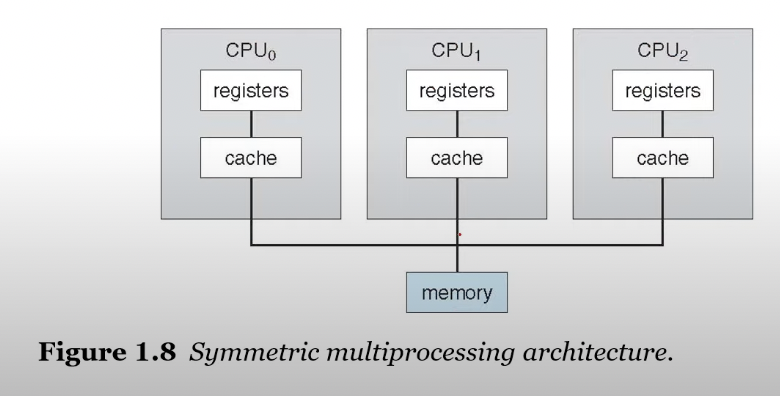 CPU₀ CPU₁ CPU₂
registers registers registers
cache cache cache
memory
Figure 1.8 Symmetric multiprocessing architecture.